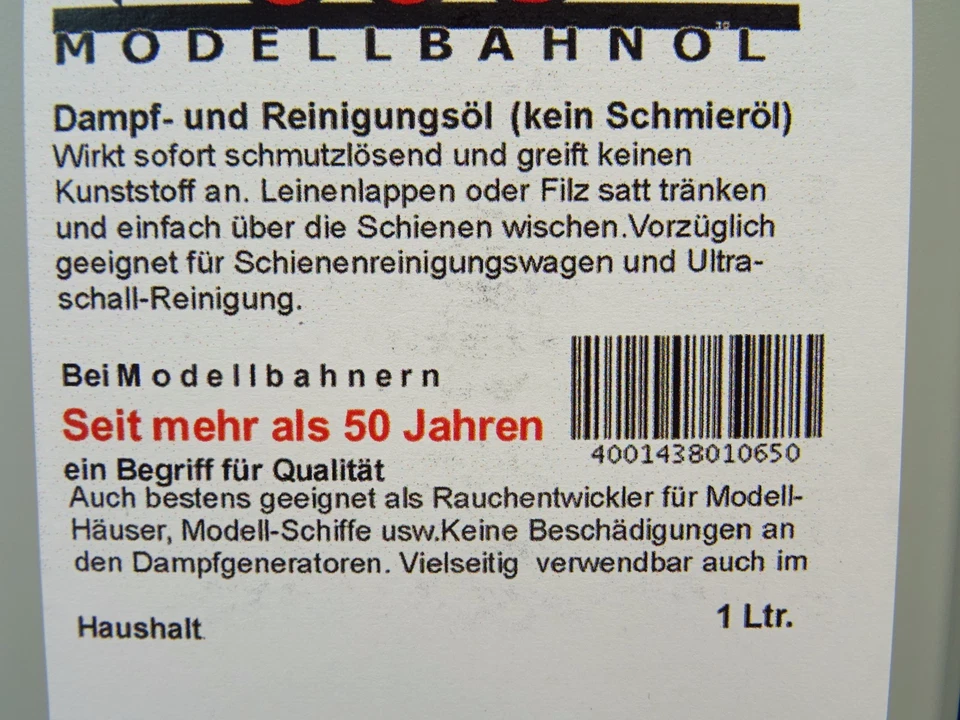 MODELLBAHNÖL
Dampf- und Reinigungsöl (kein Schmieröl)
Wirkt sofort schmutzlösend und greift keinen
Kunststoff an. Leinenlappen oder Filz satt tränken
und einfach über die Schienen wischen.Vorzüglich
geeignet für Schienenreinigungswagen und Ultra-
schall-Reinigung.
Bei Modellbahnern
Seit mehr als 50 Jahren
ein Begriff für Qualität
4001438010650
Auch bestens geeignet als Rauchentwickler für Modell-
Häuser, Modell-Schiffe usw.Keine Beschädigungen an
den Dampfgeneratoren. Vielseitig verwendbar auch im
Haushalt.
1 Ltr.